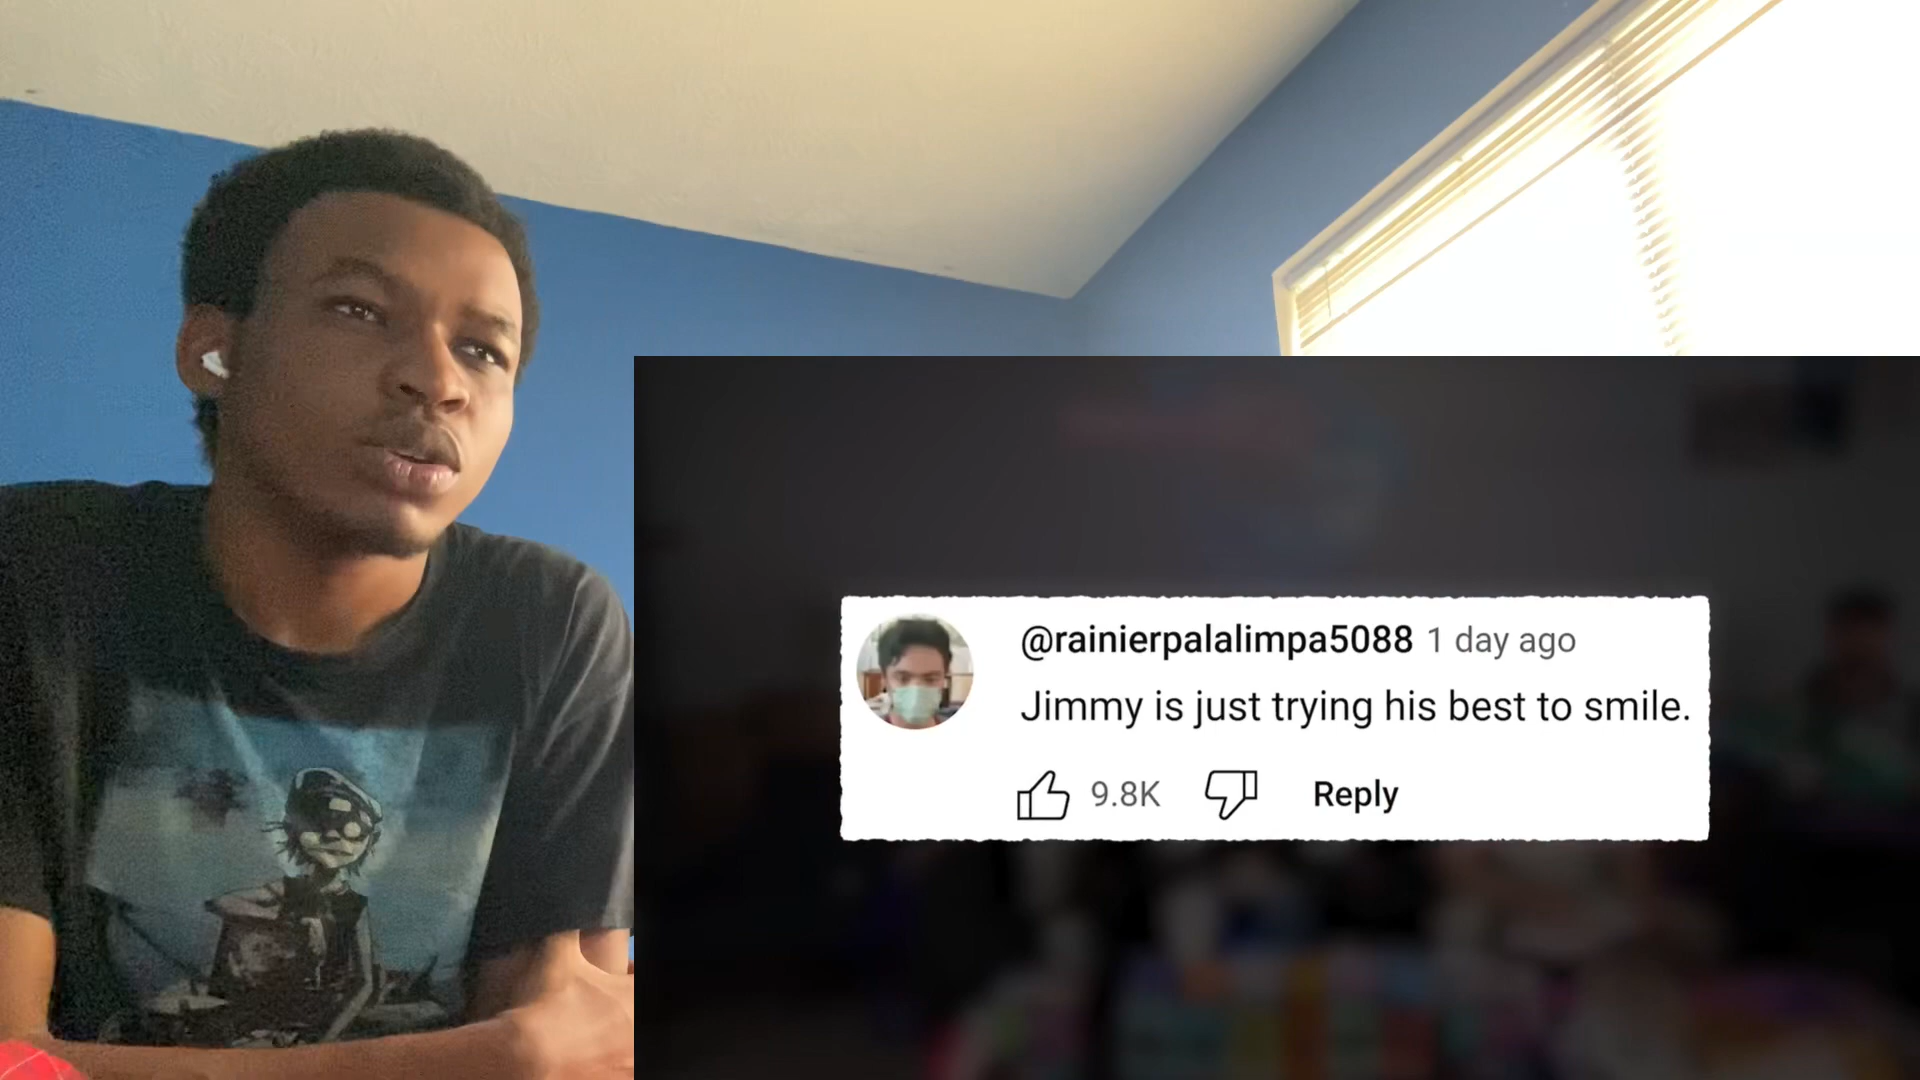 @rainierpalalimpa5088 1 day ago
Jimmy is just trying his best to smile.
9.8K Reply